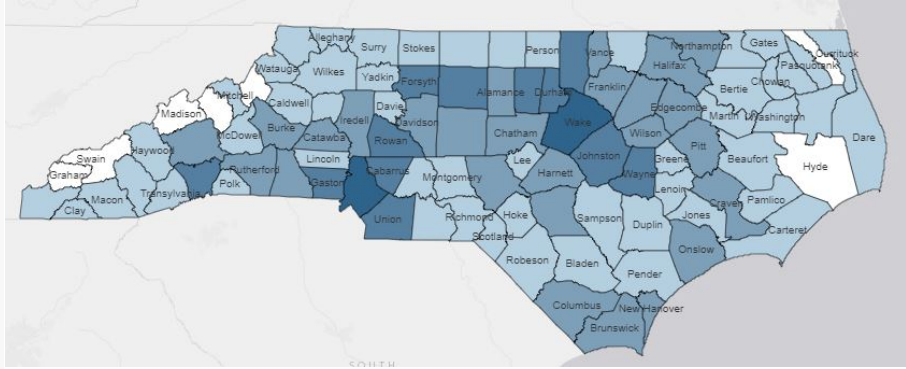 Alleghany
Surry
Stokes
Person
Vance
Northampton
Gates
Currituck
Pasquotank
Watauga
Wilkes
Yadkin
Forsyth
Alamance
Durham
Franklin
Halifax
Bertie
Chowan
Mitchell
Madison
Caldwell
Iredell
Davie
Davidson
Edgecombe
Martin
Washington
McDowell
Burke
Catawba
Rowan
Chatham
Wake
Wilson
Dare
Swain
Haywood
Graham
Rutherford
Lincoln
Cabarrus
Montgomery
Lee
Johnston
Harnett
Wayne
Greene
Pitt
Beaufort
Hyde
Macon
Transylvania
Polk
Gaston
Lenoir
Craven
Pamlico
Clay
Union
Richmond
Hoke
Sampson
Duplin
Jones
Carteret
Scotland
Robeson
Bladen
Pender
Onslow
Columbus
New Hanover
Brunswick
SOUTH